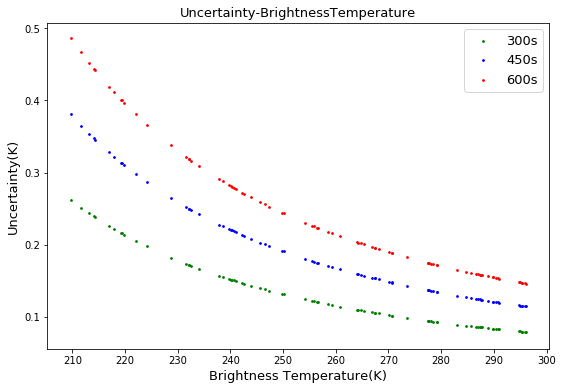 Uncertainty-BrightnessTemperature
300s
450s
600s
0.5
0.4
0.3
0.2
0.1
Uncertainty(K)
210 220 230 240 250 260 270 280 290 300
Brightness Temperature(K)